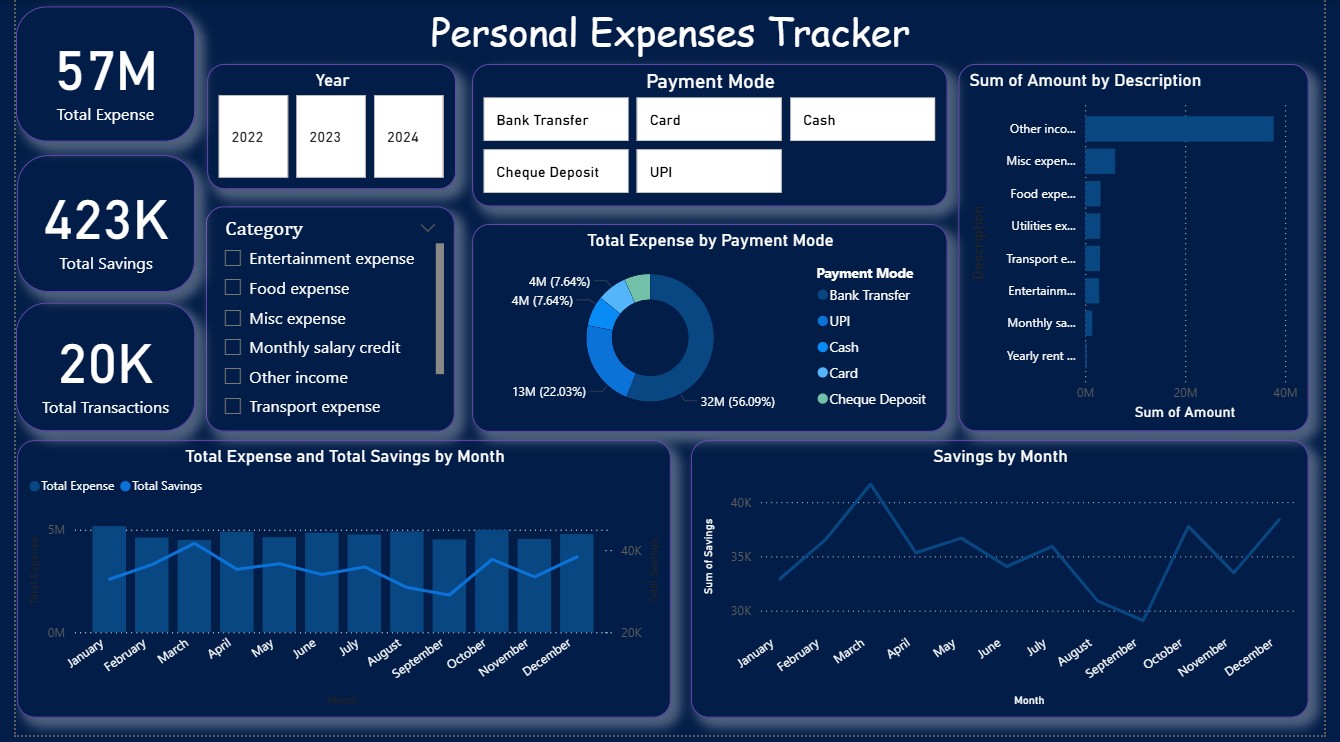 Personal Expenses Tracker
57M
Total Expense
423K
Total Savings
20K
Total Transactions
Year
2022
2023
2024
Payment Mode
Bank Transfer
Card
Cash
Cheque Deposit
UPI
Category
Entertainment expense
Food expense
Misc expense
Monthly salary credit
Other income
Transport expense
Total Expense by Payment Mode
4M (7.64%)
4M (7.64%)
13M (22.03%)
32M (56.09%)
Payment Mode
Bank Transfer
UPI
Cash
Card
Cheque Deposit
Sum of Amount by Description
Description
Other inco...
Misc expen...
Food expe...
Utilities ex...
Transport e...
Entertainm...
Monthly sa...
Yearly rent ...
0M
20M
40M
Sum of Amount
Total Expense and Total Savings by Month
Total Expense
Total Savings
Total Expense
5M
0M
40K
20K
Total Savings
January
February
March
April
May
June
July
August
September
October
November
December
Month
Savings by Month
Sum of Savings
40K
35K
30K
January
February
March
April
May
June
July
August
September
October
November
December
Month